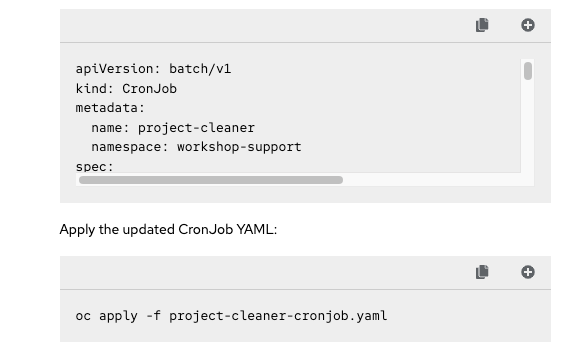 apiVersion: batch/v1
kind: CronJob
metadata:
  name: project-cleaner
  namespace: workshop-support
spec:
Apply the updated CronJob YAML:
oc apply -f project-cleaner-cronjob.yaml